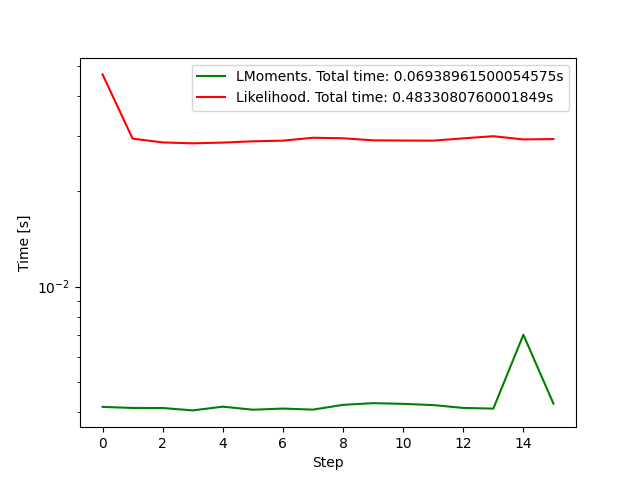 LMoments. Total time: 0.06938961500054575s
Likelihood. Total time: 0.4833080760001849s
Time [s]
10⁻²
0 2 4 6 8 10 12 14
Step